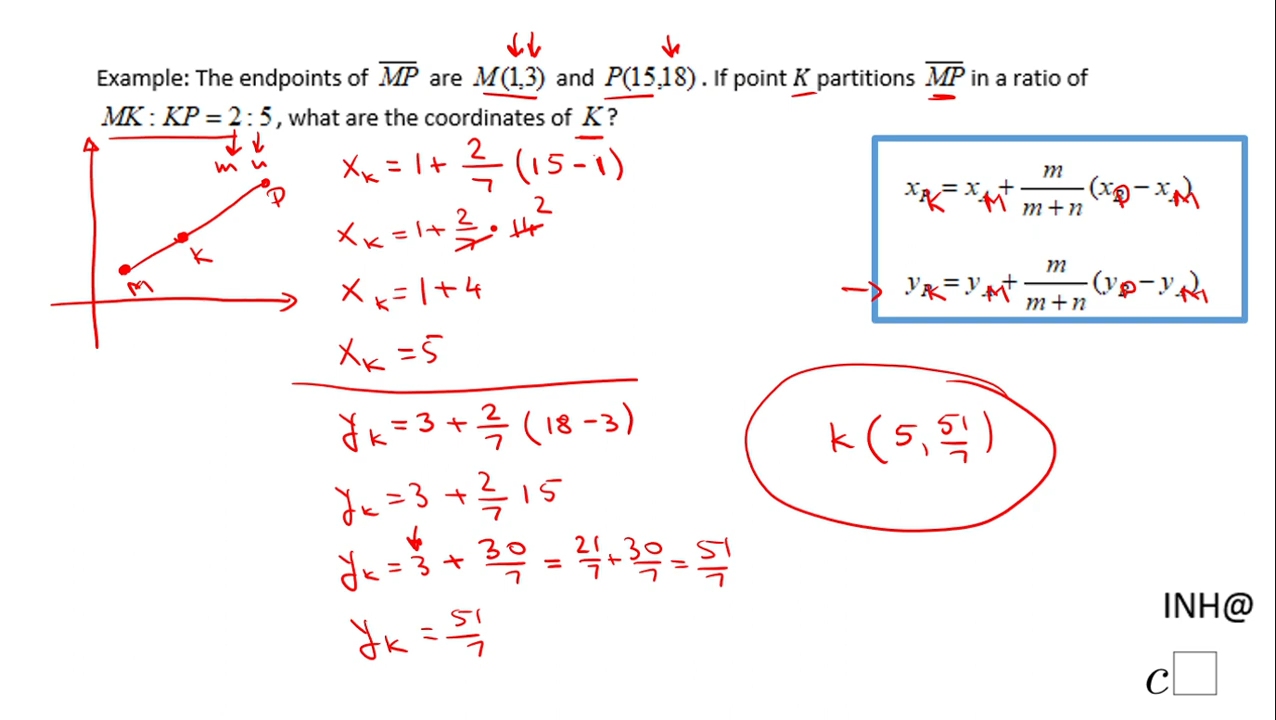 Example: The endpoints of M̅P̅ are M(1,3) and P(15,18). If point K partitions M̅P̅ in a ratio of
MK : KP = 2 : 5, what are the coordinates of K?
m n
P
K
M
x_K = 1 + 2/7 (15 - 1)
x_K = 1 + 2/7 · 14 2
x_K = 1 + 4
x_K = 5
y_K = 3 + 2/7 (18 - 3)
y_K = 3 + 2/7 15
y_K = 3 + 30/7 = 21/7 + 30/7 = 51/7
y_K = 51/7
x_K = x_M + m/(m+n) (x_P - x_M)
y_K = y_M + m/(m+n) (y_P - y_M)
K (5, 51/7)
INH@
c